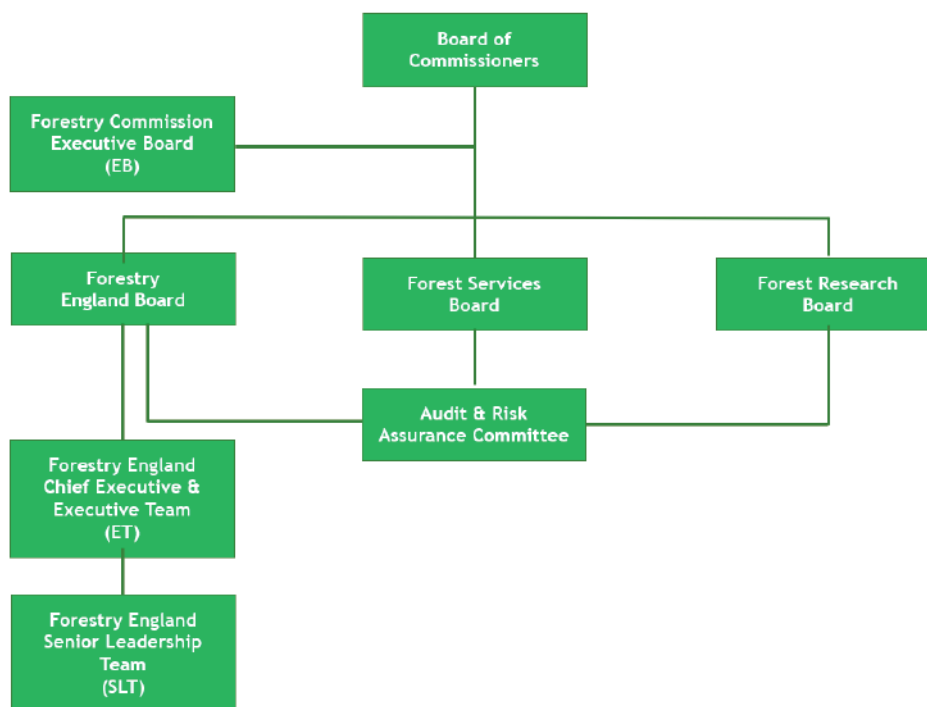 Board of
Commissioners
Forestry Commission
Executive Board
(EB)
Forestry
England Board
Forest Services
Board
Forest Research
Board
Audit & Risk
Assurance Committee
Forestry England
Chief Executive &
Executive Team
(ET)
Forestry England
Senior Leadership
Team
(SLT)